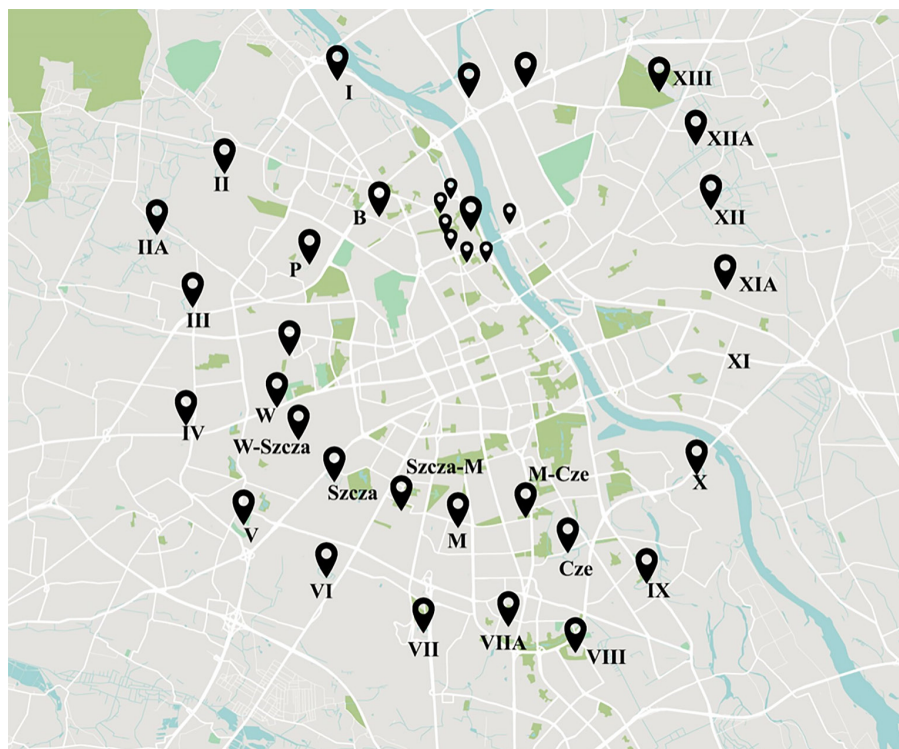 I
XIII
XIIA
II
XII
B
IIA
P
XIA
III
XI
W
IV
W-Szcza
Szcza-M
M-Cze
Szcza
X
V
M
Cze
VI
IX
VIIA
VII
VIII